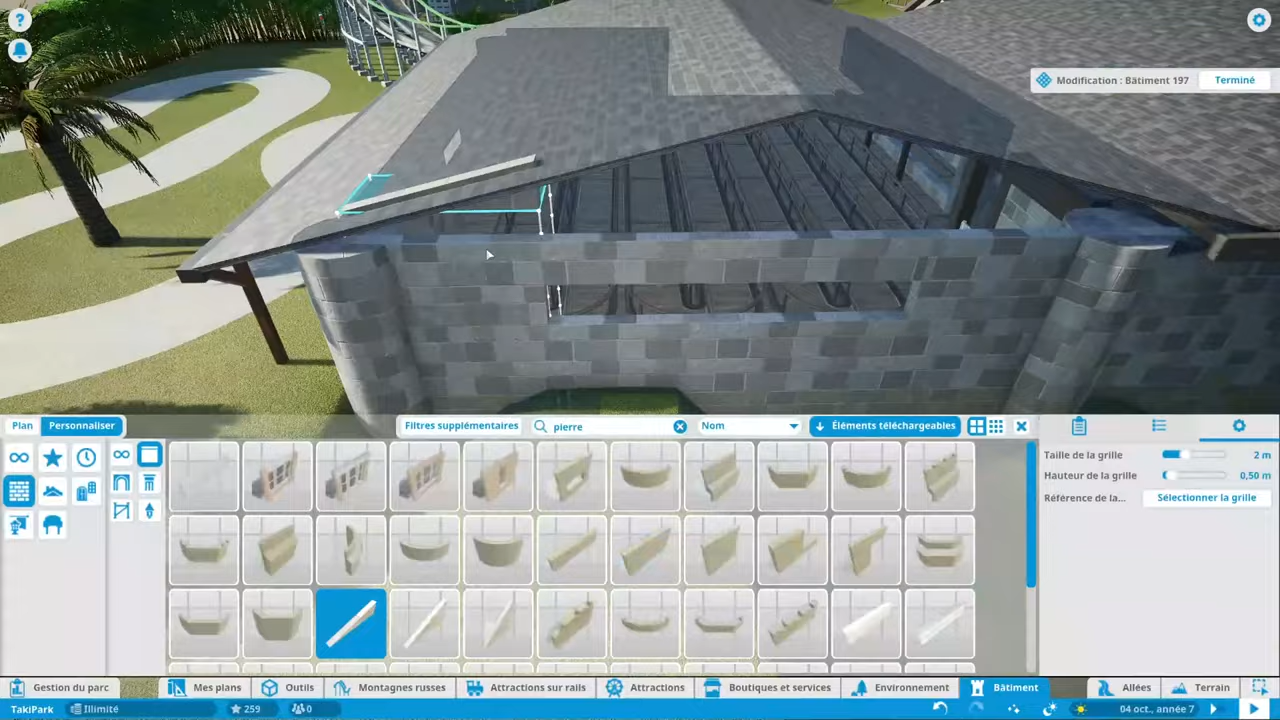 ?
Modification : Bâtiment 197
Terminé
Plan
Personnaliser
Filtres supplémentaires
pierre
Nom
Éléments téléchargeables
Taille de la grille
2 m
Hauteur de la grille
0,50 m
Référence de la...
Sélectionner la grille
Gestion du parc
Mes plans
Outils
Montagnes russes
Attractions sur rails
Attractions
Boutiques et services
Environnement
Bâtiment
Allées
Terrain
TakiPark
Illimité
259
0
04 oct., année 7